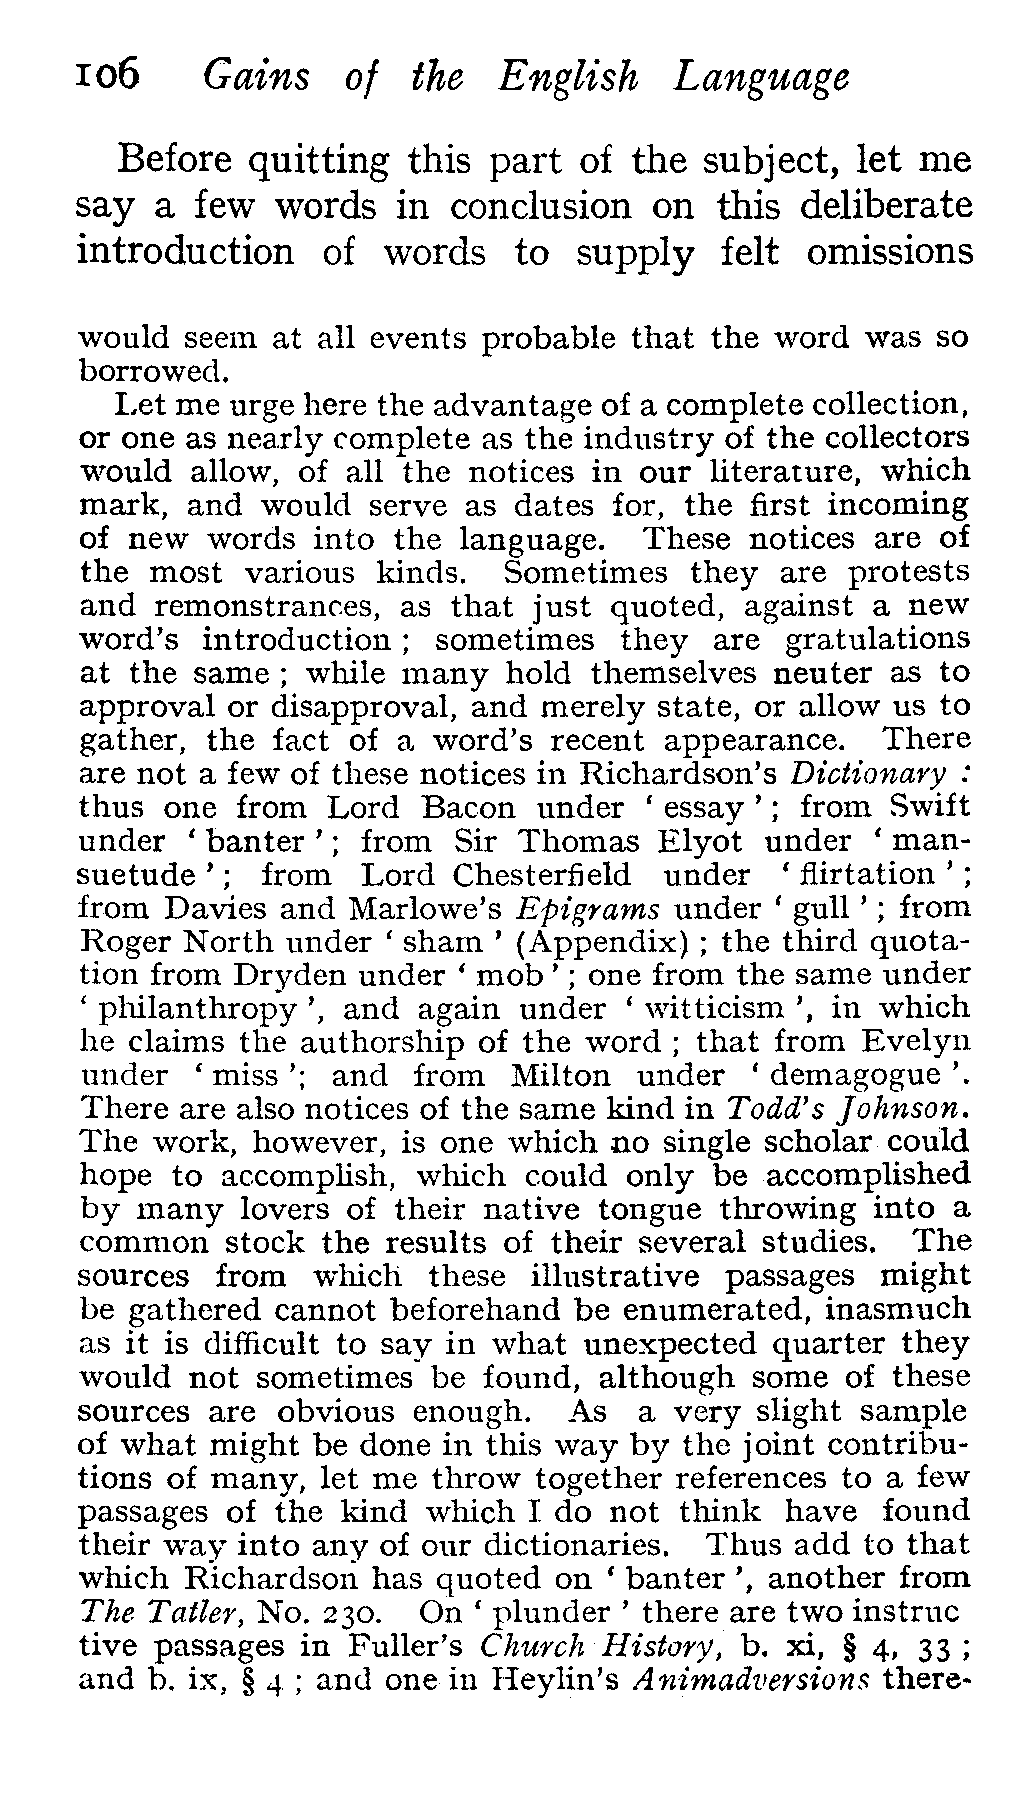 106 Gains of the English Language
Before quitting this part of the subject, let me
say a few words in conclusion on this deliberate
introduction of words to supply felt omissions
would seem at all events probable that the word was so
borrowed.
Let me urge here the advantage of a complete collection,
or one as nearly complete as the industry of the collectors
would allow, of all the notices in our literature, which
mark, and would serve as dates for, the first incoming
of new words into the language. These notices are of
the most various kinds. Sometimes they are protests
and remonstrances, as that just quoted, against a new
word's introduction ; sometimes they are gratulations
at the same ; while many hold themselves neuter as to
approval or disapproval, and merely state, or allow us to
gather, the fact of a word's recent appearance. There
are not a few of these notices in Richardson's Dictionary :
thus one from Lord Bacon under ‘ essay ’ ; from Swift
under ‘ banter ’ ; from Sir Thomas Elyot under ‘ man-
suetude ’ ; from Lord Chesterfield under ‘ flirtation ’ ;
from Davies and Marlowe's Epigrams under ‘ gull ’ ; from
Roger North under ‘ sham ’ (Appendix) ; the third quota-
tion from Dryden under ‘ mob ’ ; one from the same under
‘ philanthropy ’, and again under ‘ witticism ’, in which
he claims the authorship of the word ; that from Evelyn
under ‘ miss ’; and from Milton under ‘ demagogue ’.
There are also notices of the same kind in Todd's Johnson.
The work, however, is one which no single scholar could
hope to accomplish, which could only be accomplished
by many lovers of their native tongue throwing into a
common stock the results of their several studies. The
sources from which these illustrative passages might
be gathered cannot beforehand be enumerated, inasmuch
as it is difficult to say in what unexpected quarter they
would not sometimes be found, although some of these
sources are obvious enough. As a very slight sample
of what might be done in this way by the joint contribu-
tions of many, let me throw together references to a few
passages of the kind which I do not think have found
their way into any of our dictionaries. Thus add to that
which Richardson has quoted on ‘ banter ’, another from
The Tatler, No. 230. On ‘ plunder ’ there are two instruc
tive passages in Fuller's Church History, b. xi, § 4, 33 ;
and b. ix, § 4 ; and one in Heylin's Animadversions there-